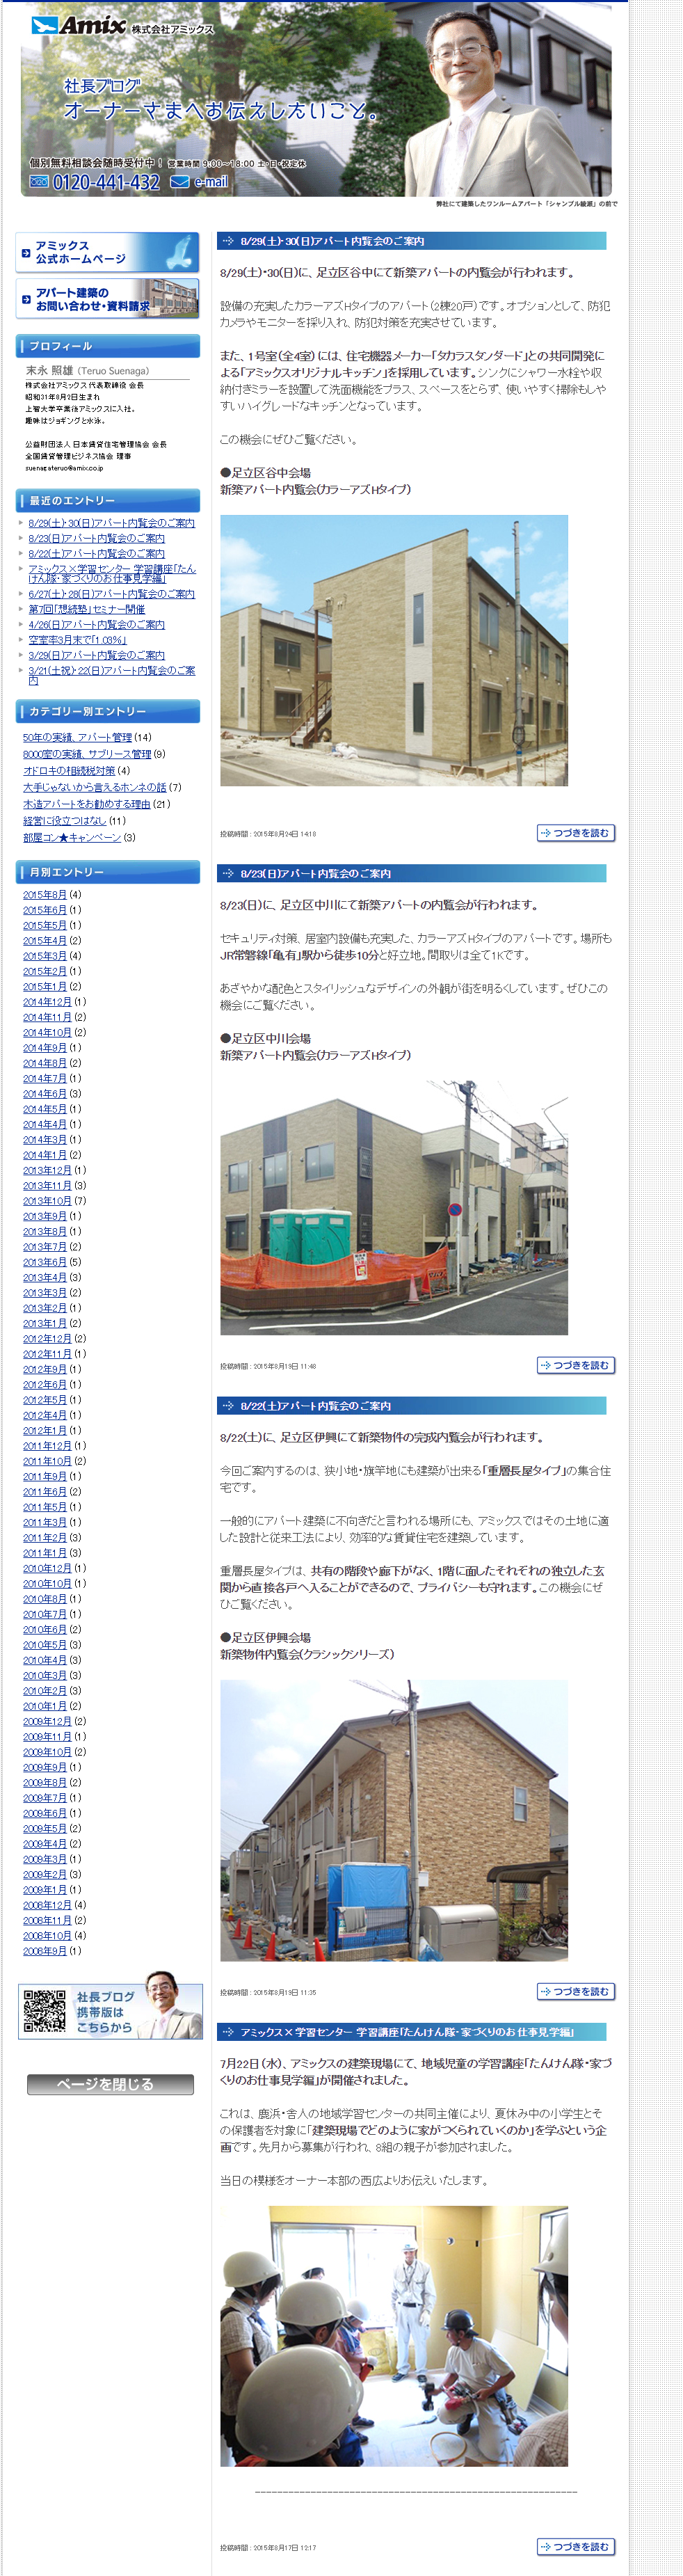 Amix 株式会社アミックス
社長ブログ
オーナーさまへお伝えしたいこと。
個別無料相談会随時受付中！ 営業時間 9:00～18:00 土・日・祝定休
0120-441-432 e-mail
弊社にて建築したワンルームアパート「シャンブル綾瀬」の前で
アミックス
公式ホームページ
アパート建築の
お問い合わせ・資料請求
プロフィール
末永 照雄 (Teruo Suenaga)
株式会社アミックス 代表取締役 会長
昭和31年8月2日生まれ
上智大学卒業後アミックスに入社。
趣味はジョギングと水泳。
公益財団法人 日本賃貸住宅管理協会 会長
全国賃貸管理ビジネス協会 理事
suenagateruo@amix.co.jp
最近のエントリー
8/29(土)・30(日)アパート内覧会のご案内
8/23(日)アパート内覧会のご案内
8/22(土)アパート内覧会のご案内
アミックス×学習センター 学習講座「たん
けん隊・家づくりのお仕事見学編」
6/27(土)・28(日)アパート内覧会のご案内
第7回「想続塾」セミナー開催
4/26(日)アパート内覧会のご案内
空室率3月末で「1.03％」
3/29(日)アパート内覧会のご案内
3/21(土祝)・22(日)アパート内覧会のご案
内
カテゴリー別エントリー
50年の実績、アパート管理 (14)
8000室の実績、サブリース管理 (9)
オドロキの相続税対策 (4)
大手じゃないから言えるホンネの話 (7)
木造アパートをお勧めする理由 (21)
経営に役立つはなし (11)
部屋コン★キャンペーン (3)
月別エントリー
2015年8月 (4)
2015年6月 (1)
2015年5月 (1)
2015年4月 (2)
2015年3月 (4)
2015年2月 (1)
2015年1月 (2)
2014年12月 (1)
2014年11月 (2)
2014年10月 (2)
2014年9月 (1)
2014年8月 (2)
2014年7月 (1)
2014年6月 (3)
2014年5月 (1)
2014年4月 (1)
2014年3月 (1)
2014年1月 (2)
2013年12月 (1)
2013年11月 (3)
2013年10月 (7)
2013年9月 (1)
2013年8月 (1)
2013年7月 (2)
2013年6月 (5)
2013年4月 (3)
2013年3月 (2)
2013年2月 (1)
2013年1月 (2)
2012年12月 (2)
2012年11月 (1)
2012年9月 (1)
2012年6月 (1)
2012年5月 (1)
2012年4月 (1)
2012年1月 (1)
2011年12月 (1)
2011年10月 (2)
2011年9月 (1)
2011年6月 (2)
2011年5月 (1)
2011年3月 (1)
2011年2月 (3)
2011年1月 (3)
2010年12月 (1)
2010年10月 (1)
2010年8月 (1)
2010年7月 (1)
2010年6月 (2)
2010年5月 (3)
2010年4月 (3)
2010年3月 (3)
2010年2月 (3)
2010年1月 (2)
2009年12月 (2)
2009年11月 (1)
2009年10月 (2)
2009年9月 (1)
2009年8月 (2)
2009年7月 (1)
2009年6月 (1)
2009年5月 (2)
2009年4月 (2)
2009年3月 (1)
2009年2月 (3)
2009年1月 (1)
2008年12月 (4)
2008年11月 (2)
2008年10月 (4)
2008年9月 (1)
社長ブログ
携帯版は
こちらから
ページを閉じる
8/29(土)・30(日)アパート内覧会のご案内
8/29(土)・30(日)に、足立区谷中にて新築アパートの内覧会が行われます。
設備の充実したカラーアズHタイプのアパート（2棟20戸）です。オプションとして、防犯
カメラやモニターを採り入れ、防犯対策を充実させています。
また、1号室（全4室）には、住宅機器メーカー「タカラスタンダード」との共同開発に
よる「アミックスオリジナルキッチン」を採用しています。シンクにシャワー水栓や収
納付きミラーを設置して洗面機能をプラス、スペースをとらず、使いやすく掃除もしや
すいハイグレードなキッチンとなっています。
この機会にぜひご覧ください。
●足立区谷中会場
新築アパート内覧会(カラーアズHタイプ)
投稿時間 : 2015年8月24日 14:18
つづきを読む
8/23(日)アパート内覧会のご案内
8/23(日)に、足立区中川にて新築アパートの内覧会が行われます。
セキュリティ対策、居室内設備も充実した、カラーアズHタイプのアパートです。場所も
JR常磐線「亀有」駅から徒歩10分と好立地。間取りは全て1Kです。
あざやかな配色とスタイリッシュなデザインの外観が街を明るくしています。ぜひこの
機会にご覧ください。
●足立区中川会場
新築アパート内覧会(カラーアズHタイプ)
投稿時間 : 2015年8月19日 11:48
つづきを読む
8/22(土)アパート内覧会のご案内
8/22(土)に、足立区伊興にて新築物件の完成内覧会が行われます。
今回ご案内するのは、狭小地・旗竿地にも建築が出来る「重層長屋タイプ」の集合住
宅です。
一般的にアパート建築に不向きだと言われる場所にも、アミックスではその土地に適
した設計と従来工法により、効率的な賃貸住宅を建築しています。
重層長屋タイプは、共有の階段や廊下がなく、1階に面したそれぞれの独立した玄
関から直接各戸へ入ることができるので、プライバシーも守れます。この機会にぜ
ひご覧ください。
●足立区伊興会場
新築物件内覧会(クラシックシリーズ)
投稿時間 : 2015年8月19日 11:35
つづきを読む
アミックス×学習センター 学習講座「たんけん隊・家づくりのお仕事見学編」
7月22日（水）、アミックスの建築現場にて、地域児童の学習講座「たんけん隊・家づ
くりのお仕事見学編」が開催されました。
これは、鹿浜・舎人の地域学習センターの共同主催により、夏休み中の小学生とそ
の保護者を対象に「建築現場でどのように家がつくられていくのか」を学ぶという企
画です。先月から募集が行われ、8組の親子が参加されました。
当日の模様をオーナー本部の西広よりお伝えいたします。
投稿時間 : 2015年8月17日 12:17
つづきを読む